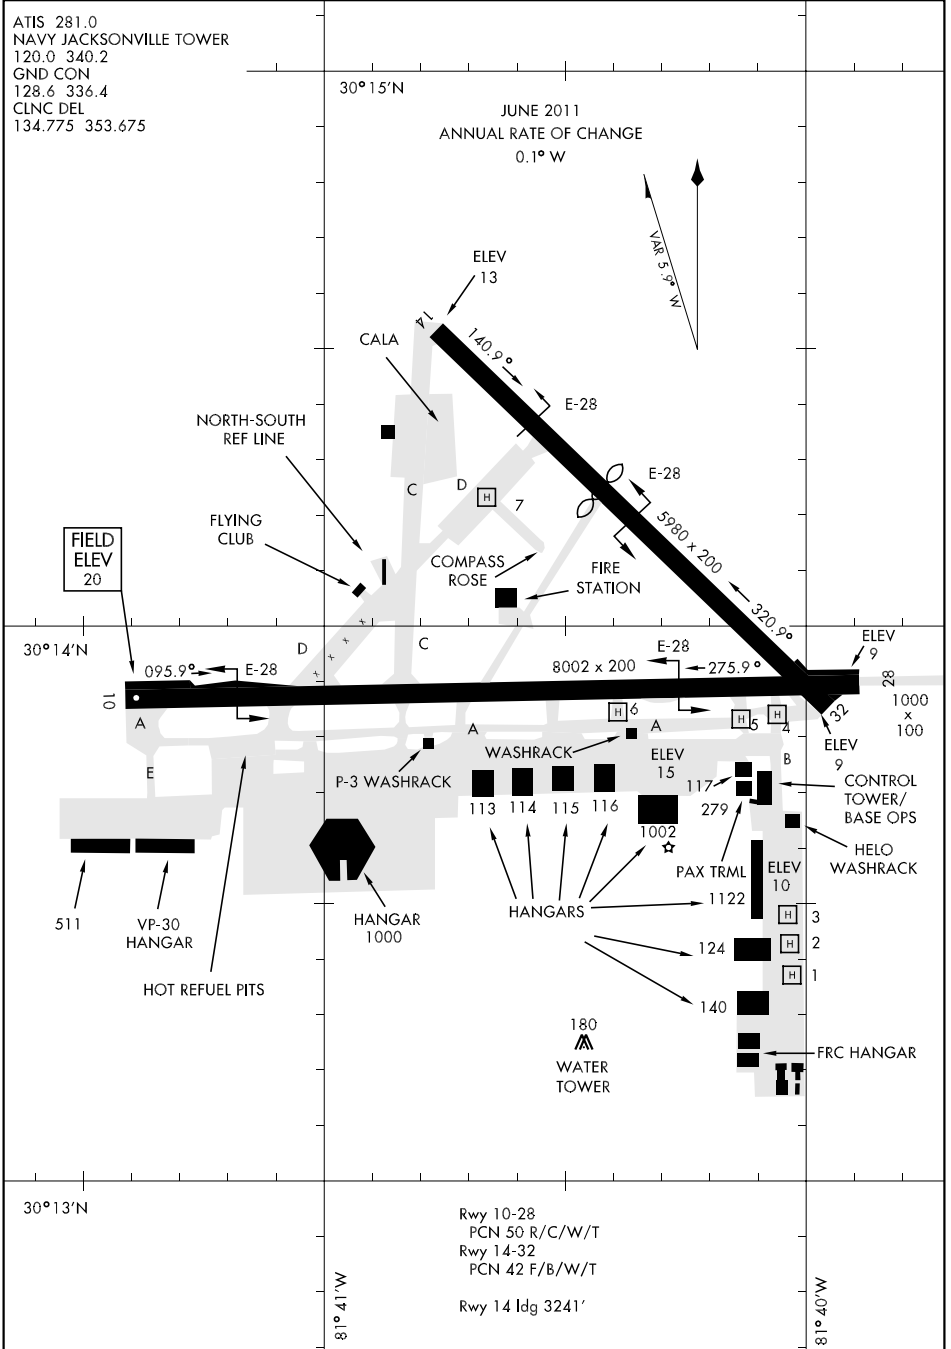 ATIS 281.0
NAVY JACKSONVILLE TOWER
120.0 340.2
GND CON
128.6 336.4
CLNC DEL
134.775 353.675
30°15'N
JUNE 2011
ANNUAL RATE OF CHANGE
0.1° W
VAR 5.9° W
ELEV
13
14
140.9°
CALA
E-28
NORTH-SOUTH
REF LINE
E-28
C
D
H
7
FLYING
CLUB
5980 x 200
FIELD
ELEV
20
COMPASS
ROSE
FIRE
STATION
320.9°
x
x
x
x
30°14'N
D
C
E-28
ELEV
9
095.9°
E-28
8002 x 200
275.9°
28
10
1000
x
100
A
A
H
6
A
H
5
H
4
32
ELEV
9
E
P-3 WASHRACK
WASHRACK
ELEV
15
B
117
CONTROL
TOWER/
BASE OPS
113
114
115
116
279
1002
HELO
WASHRACK
PAX TRML
ELEV
10
1122
HANGARS
511
VP-30
HANGAR
HANGAR
1000
H
3
124
H
2
H
1
HOT REFUEL PITS
140
180
WATER
TOWER
FRC HANGAR
30°13'N
Rwy 10-28
PCN 50 R/C/W/T
Rwy 14-32
PCN 42 F/B/W/T
Rwy 14 ldg 3241'
81° 41'W
81° 40'W